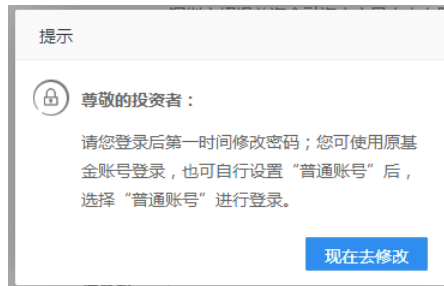 提示
尊敬的投资者：
请您登录后第一时间修改密码；您可使用原基
金账号登录，也可自行设置“普通账号”后，
选择“普通账号”进行登录。
现在去修改